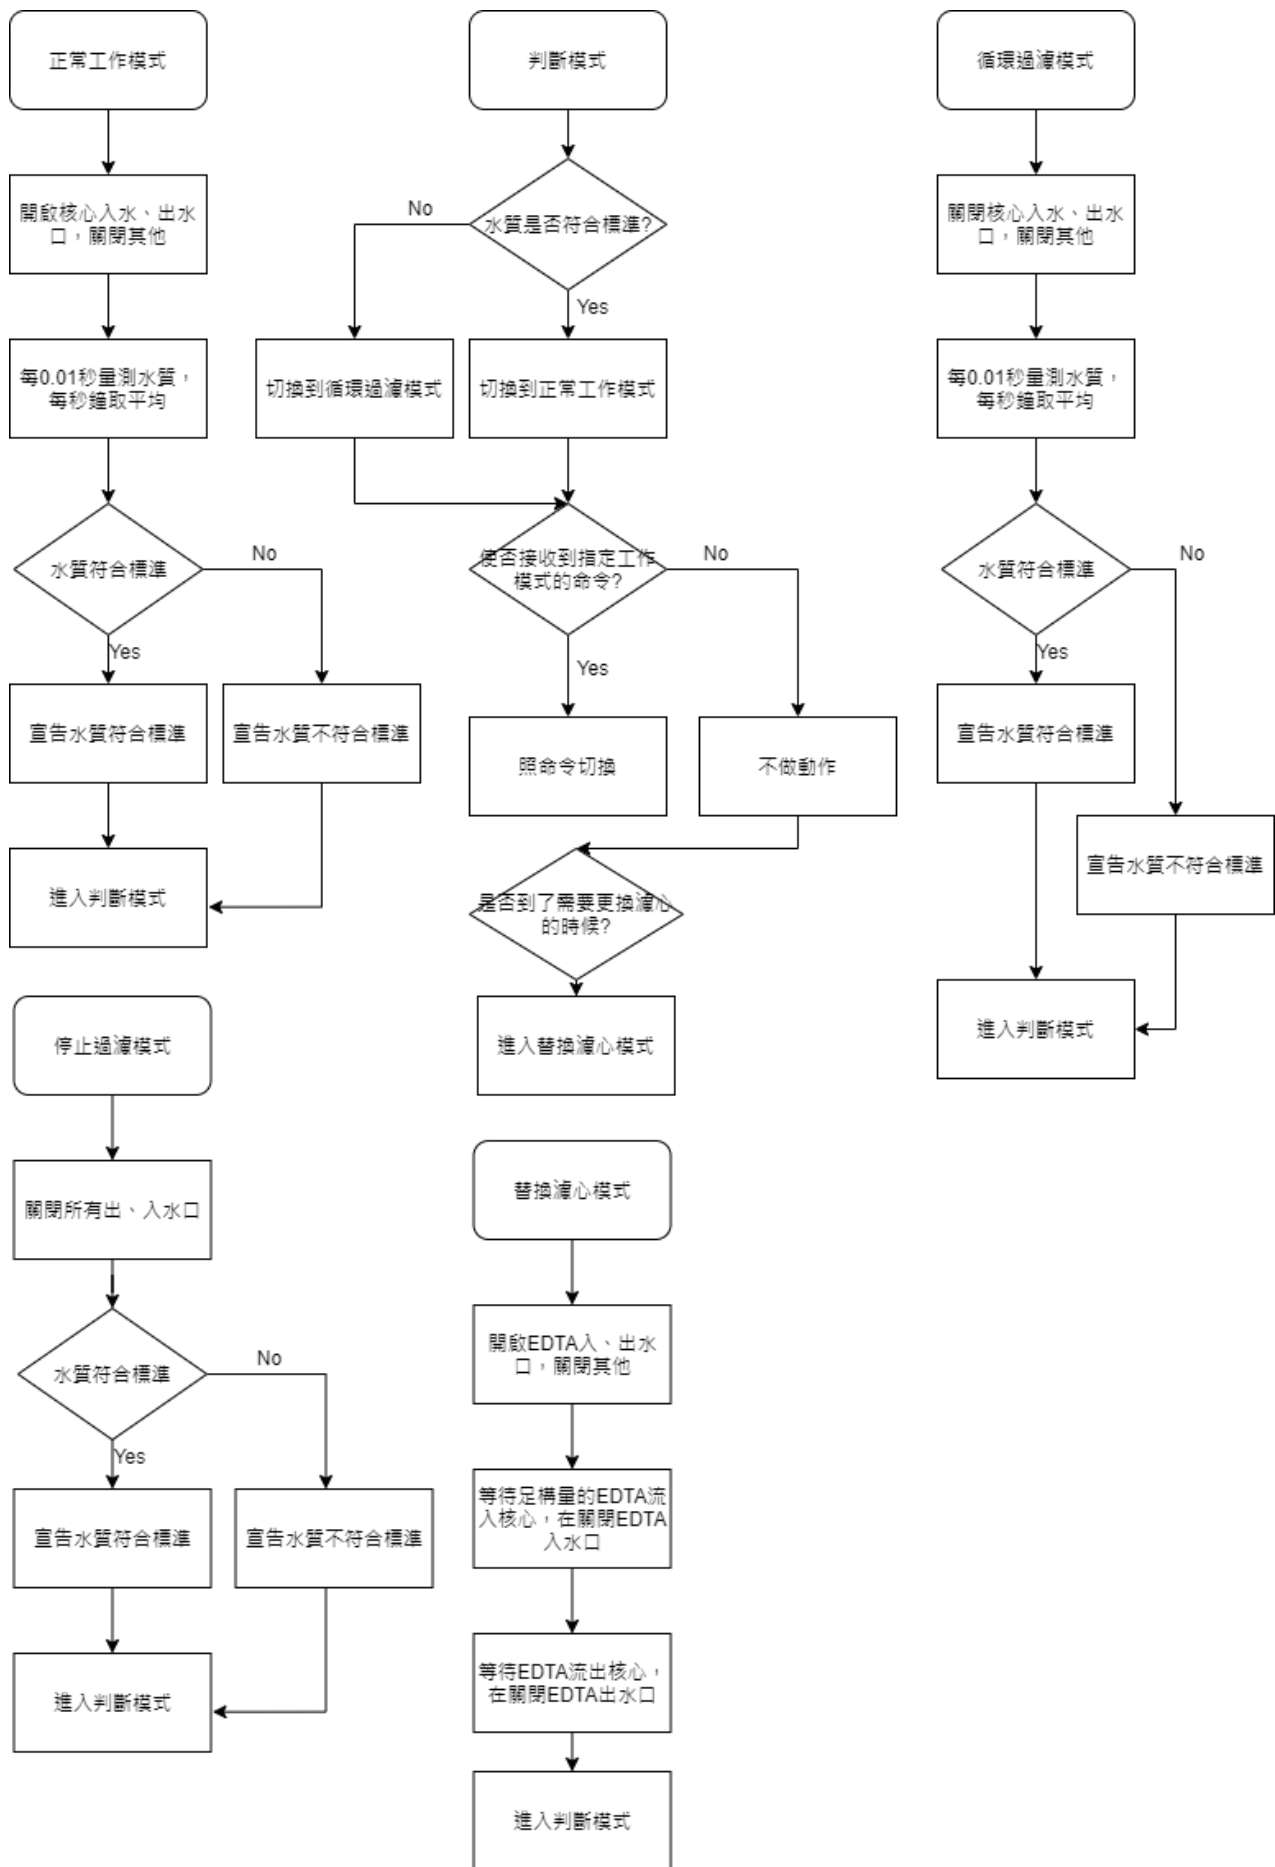 正常工作模式
開啟核心入水、出水
口，關閉其他
每0.01秒量測水質，
每秒鐘取平均
水質符合標準
No
Yes
宣告水質符合標準
宣告水質不符合標準
進入判斷模式
判斷模式
水質是否符合標準?
No
Yes
切換到循環過濾模式
切換到正常工作模式
使否接收到指定工作
模式的命令?
No
Yes
照命令切換
不做動作
是否到了需要更換濾心
的時候?
進入替換濾心模式
循環過濾模式
關閉核心入水、出水
口，關閉其他
每0.01秒量測水質，
每秒鐘取平均
水質符合標準
No
Yes
宣告水質符合標準
宣告水質不符合標準
進入判斷模式
停止過濾模式
關閉所有出、入水口
水質符合標準
No
Yes
宣告水質符合標準
宣告水質不符合標準
進入判斷模式
替換濾心模式
開啟EDTA入、出水
口，關閉其他
等待足構量的EDTA流
入核心，在關閉EDTA
入水口
等待EDTA流出核心，
在關閉EDTA出水口
進入判斷模式